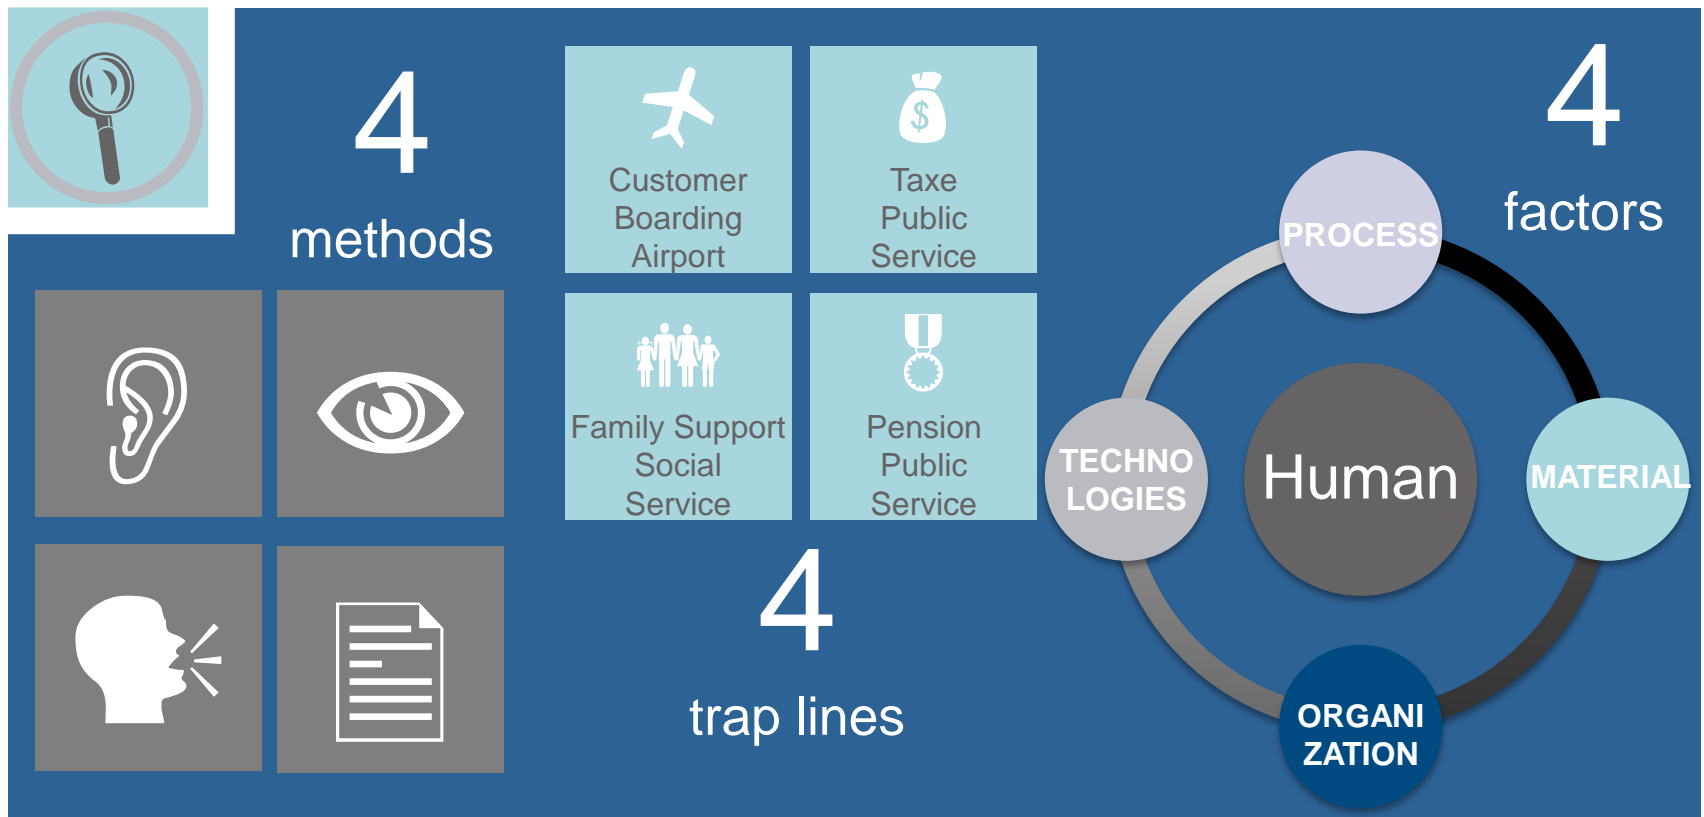 4
methods
Customer
Boarding
Airport
$
Taxe
Public
Service
Family Support
Social
Service
Pension
Public
Service
4
trap lines
4
factors
PROCESS
TECHNO
LOGIES
Human
MATERIAL
ORGANI
ZATION